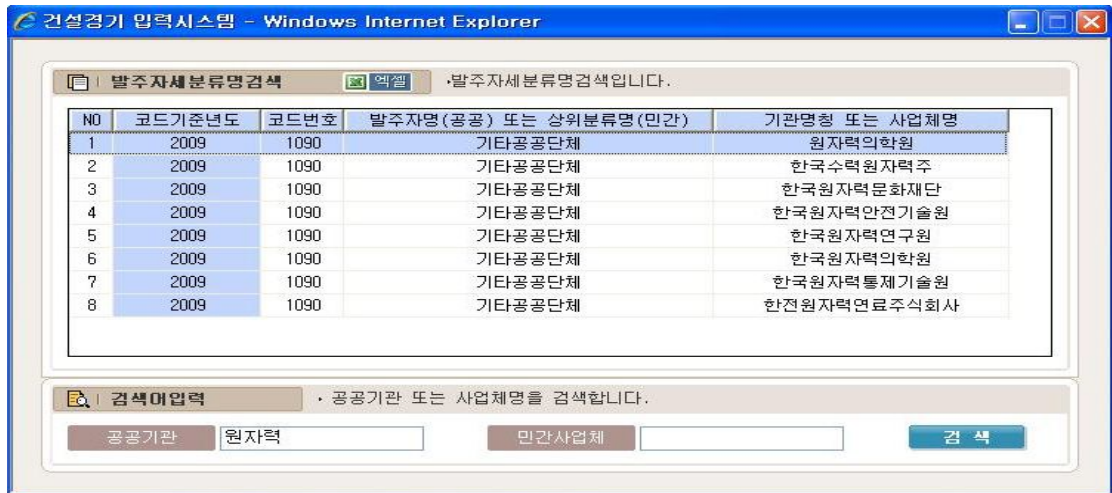 건설경기 입력시스템 - Windows Internet Explorer
발주자세분류명검색 엑셀 ·발주자세분류명검색입니다.
NO 코드기준년도 코드번호 발주자명(공공) 또는 상위분류명(민간) 기관명칭 또는 사업체명
1 2009 1090 기타공공단체 원자력의학원
2 2009 1090 기타공공단체 한국수력원자력주
3 2009 1090 기타공공단체 한국원자력문화재단
4 2009 1090 기타공공단체 한국원자력안전기술원
5 2009 1090 기타공공단체 한국원자력연구원
6 2009 1090 기타공공단체 한국원자력의학원
7 2009 1090 기타공공단체 한국원자력통제기술원
8 2009 1090 기타공공단체 한전원자력연료주식회사
검색어입력 · 공공기관 또는 사업체명을 검색합니다.
공공기관 원자력 민간사업체 검 색